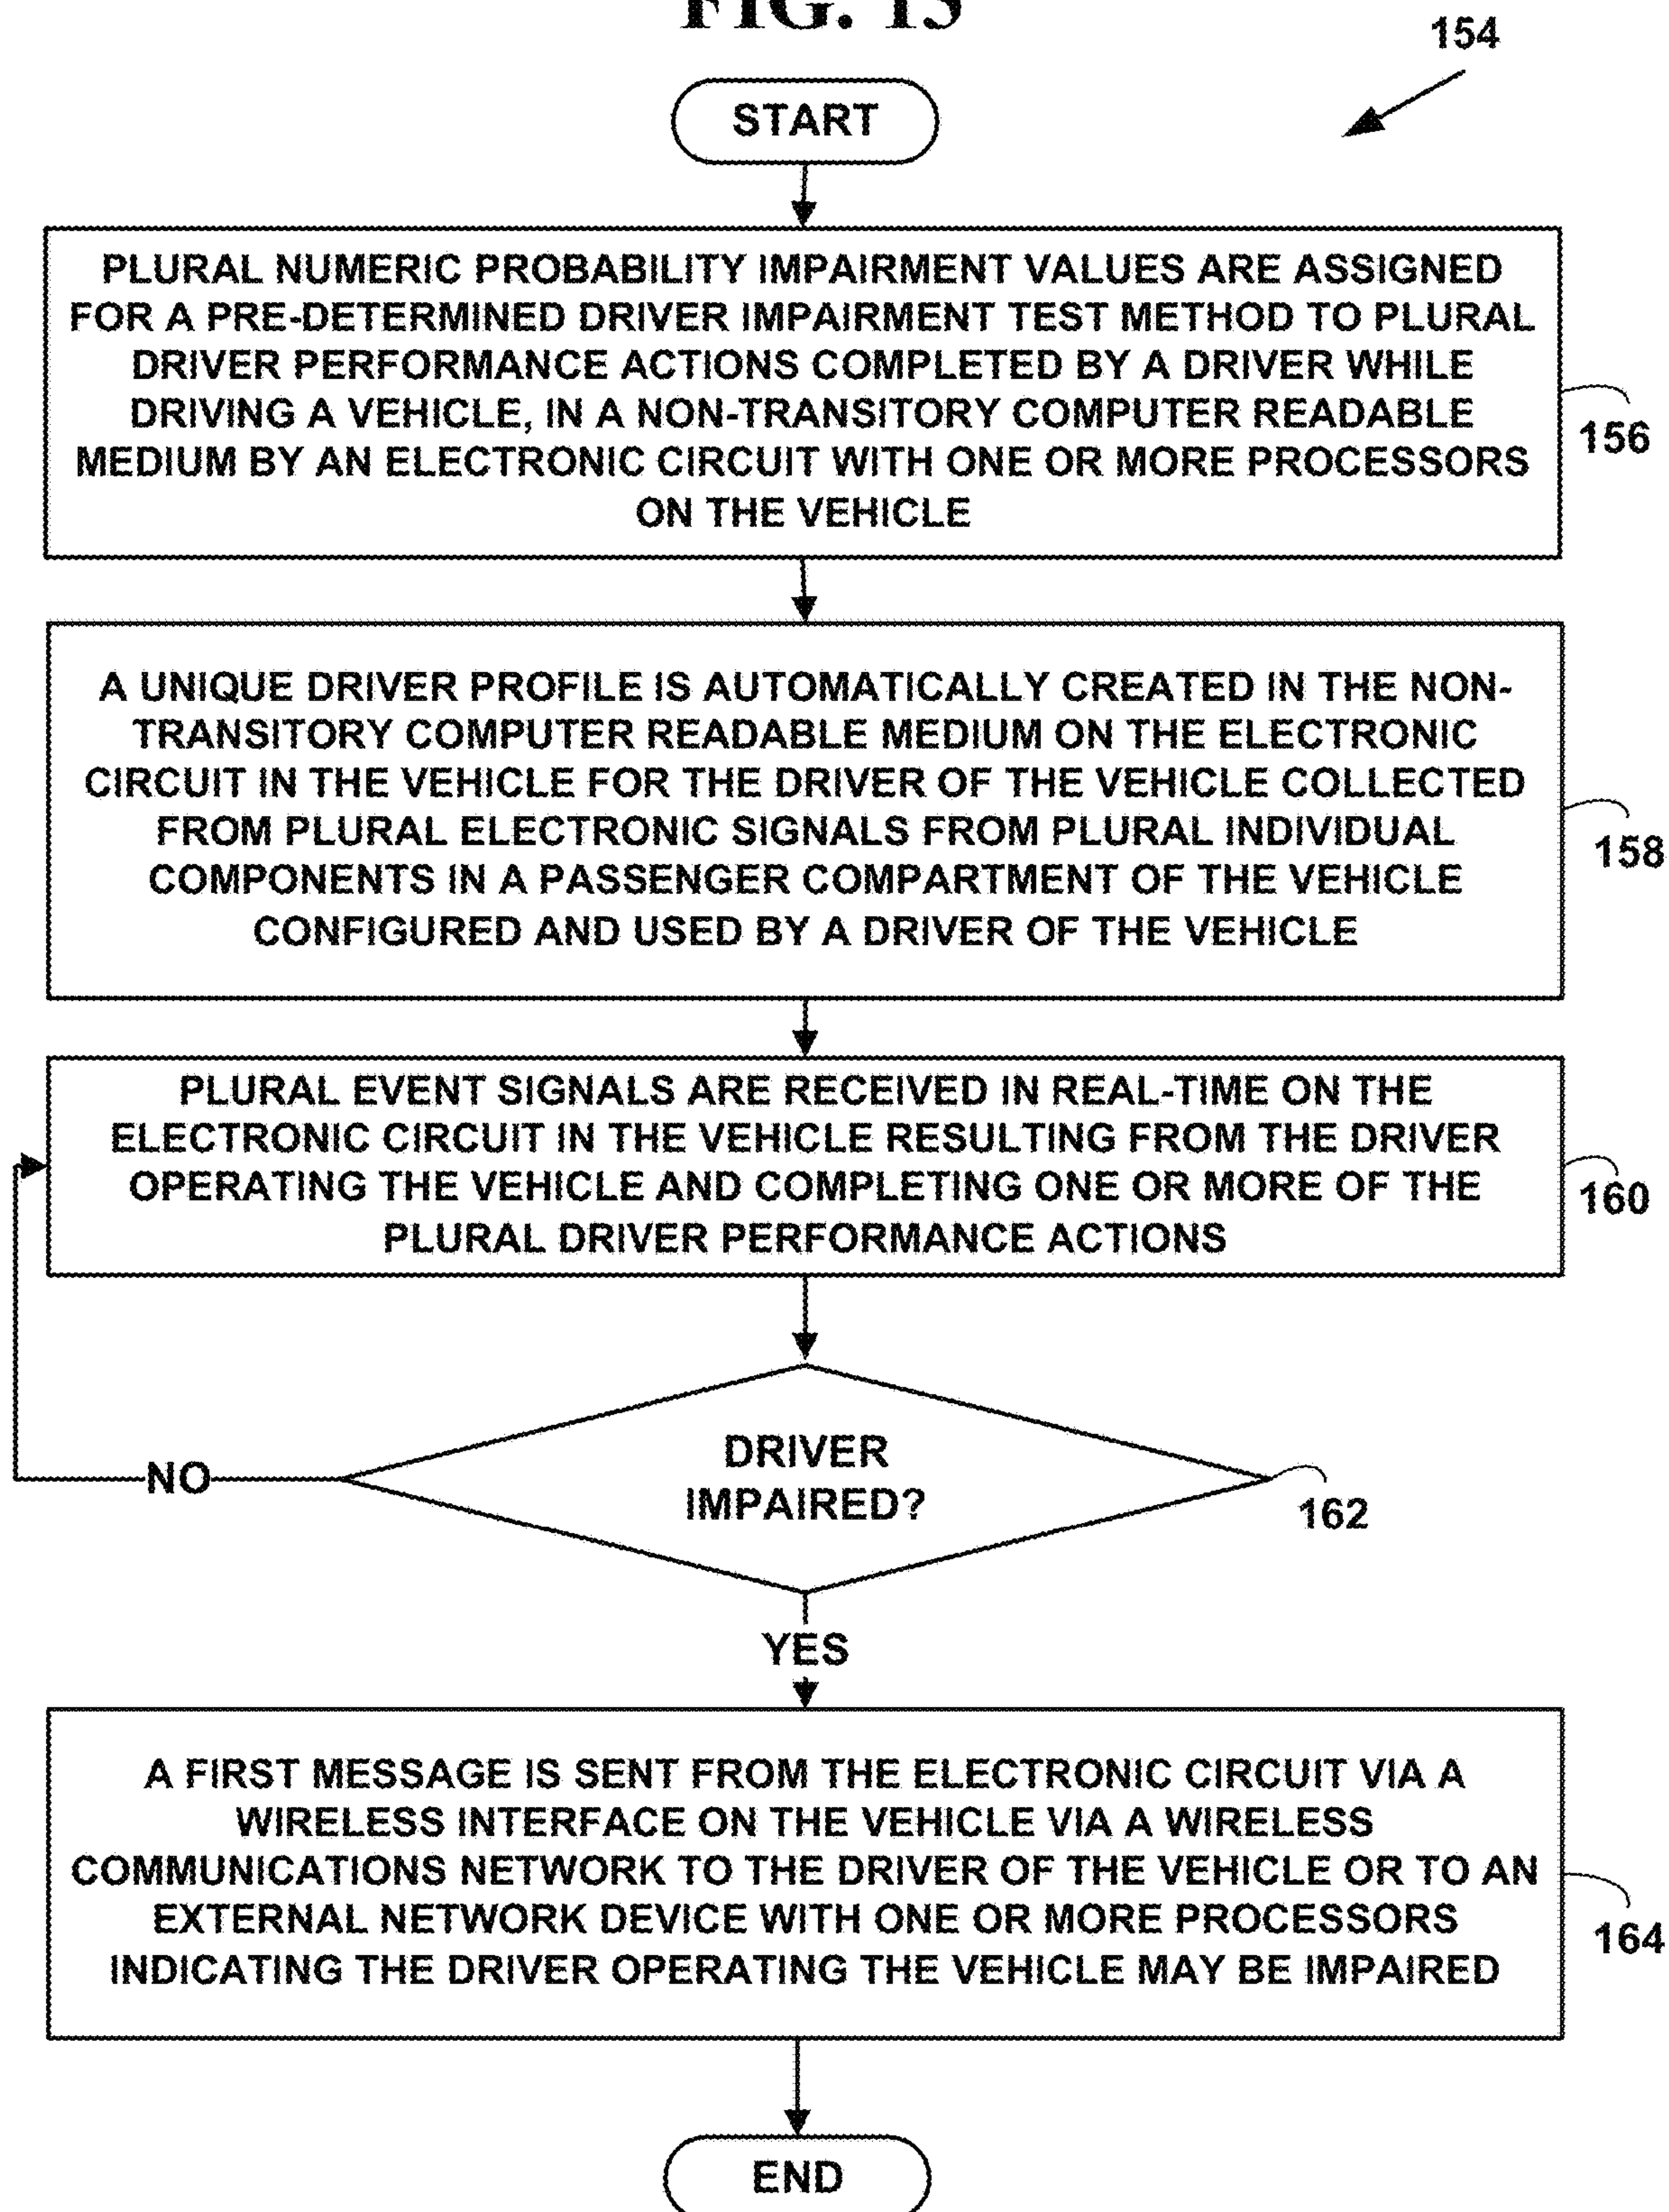 FIG. 13
154
START
PLURAL NUMERIC PROBABILITY IMPAIRMENT VALUES ARE ASSIGNED
FOR A PRE-DETERMINED DRIVER IMPAIRMENT TEST METHOD TO PLURAL
DRIVER PERFORMANCE ACTIONS COMPLETED BY A DRIVER WHILE
DRIVING A VEHICLE, IN A NON-TRANSITORY COMPUTER READABLE
MEDIUM BY AN ELECTRONIC CIRCUIT WITH ONE OR MORE PROCESSORS
ON THE VEHICLE
156
A UNIQUE DRIVER PROFILE IS AUTOMATICALLY CREATED IN THE NON-
TRANSITORY COMPUTER READABLE MEDIUM ON THE ELECTRONIC
CIRCUIT IN THE VEHICLE FOR THE DRIVER OF THE VEHICLE COLLECTED
FROM PLURAL ELECTRONIC SIGNALS FROM PLURAL INDIVIDUAL
COMPONENTS IN A PASSENGER COMPARTMENT OF THE VEHICLE
CONFIGURED AND USED BY A DRIVER OF THE VEHICLE
158
PLURAL EVENT SIGNALS ARE RECEIVED IN REAL-TIME ON THE
ELECTRONIC CIRCUIT IN THE VEHICLE RESULTING FROM THE DRIVER
OPERATING THE VEHICLE AND COMPLETING ONE OR MORE OF THE
PLURAL DRIVER PERFORMANCE ACTIONS
160
DRIVER
IMPAIRED?
NO
162
YES
A FIRST MESSAGE IS SENT FROM THE ELECTRONIC CIRCUIT VIA A
WIRELESS INTERFACE ON THE VEHICLE VIA A WIRELESS
COMMUNICATIONS NETWORK TO THE DRIVER OF THE VEHICLE OR TO AN
EXTERNAL NETWORK DEVICE WITH ONE OR MORE PROCESSORS
INDICATING THE DRIVER OPERATING THE VEHICLE MAY BE IMPAIRED
164
END